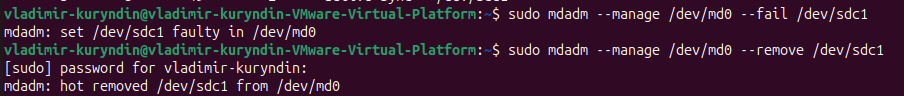 vladimir-kuryndin@vladimir-kuryndin-VMware-Virtual-Platform:~$ sudo mdadm --manage /dev/md0 --fail /dev/sdc1
mdadm: set /dev/sdc1 faulty in /dev/md0
vladimir-kuryndin@vladimir-kuryndin-VMware-Virtual-Platform:~$ sudo mdadm --manage /dev/md0 --remove /dev/sdc1
[sudo] password for vladimir-kuryndin:
mdadm: hot removed /dev/sdc1 from /dev/md0